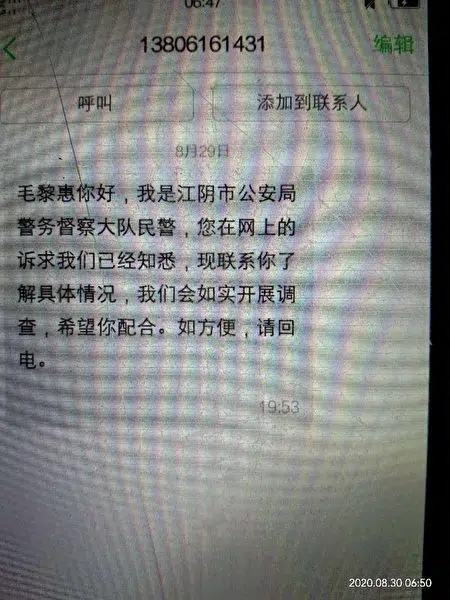 06:47
13806161431
编辑
呼叫
添加到联系人
8月29日
毛黎惠你好，我是江阴市公安局
警务督察大队民警，您在网上的
诉求我们已经知悉，现联系你了
解具体情况，我们会如实开展调
查，希望你配合。如方便，请回
电。
19:53
2020.08.30 06:50